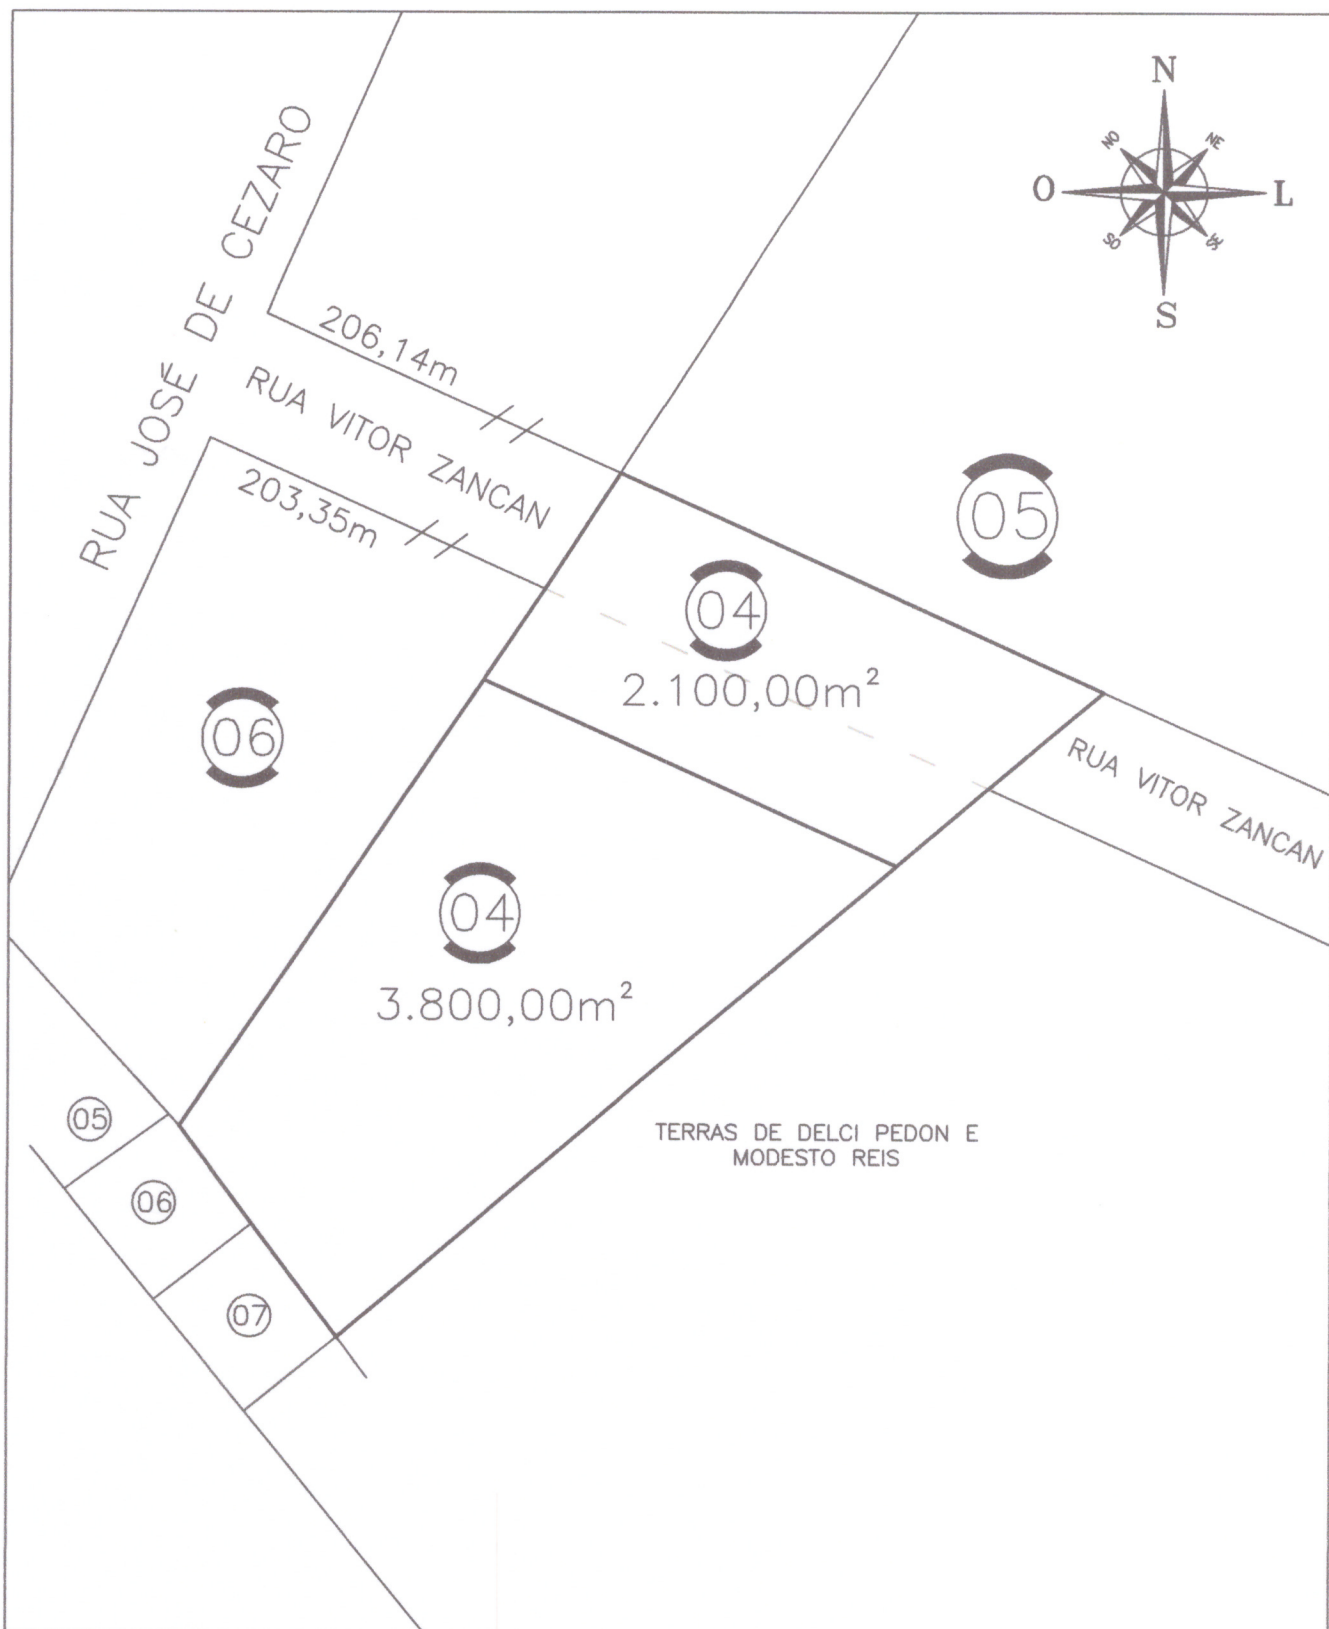 N
NO
NE
O
L
SO
SE
S
RUA JOSÉ DE CEZARO
206,14m
RUA VITOR ZANCAN
203,35m
05
04
2.100,00m²
06
RUA VITOR ZANCAN
04
3.800,00m²
05
TERRAS DE DELCI PEDON E
MODESTO REIS
06
07